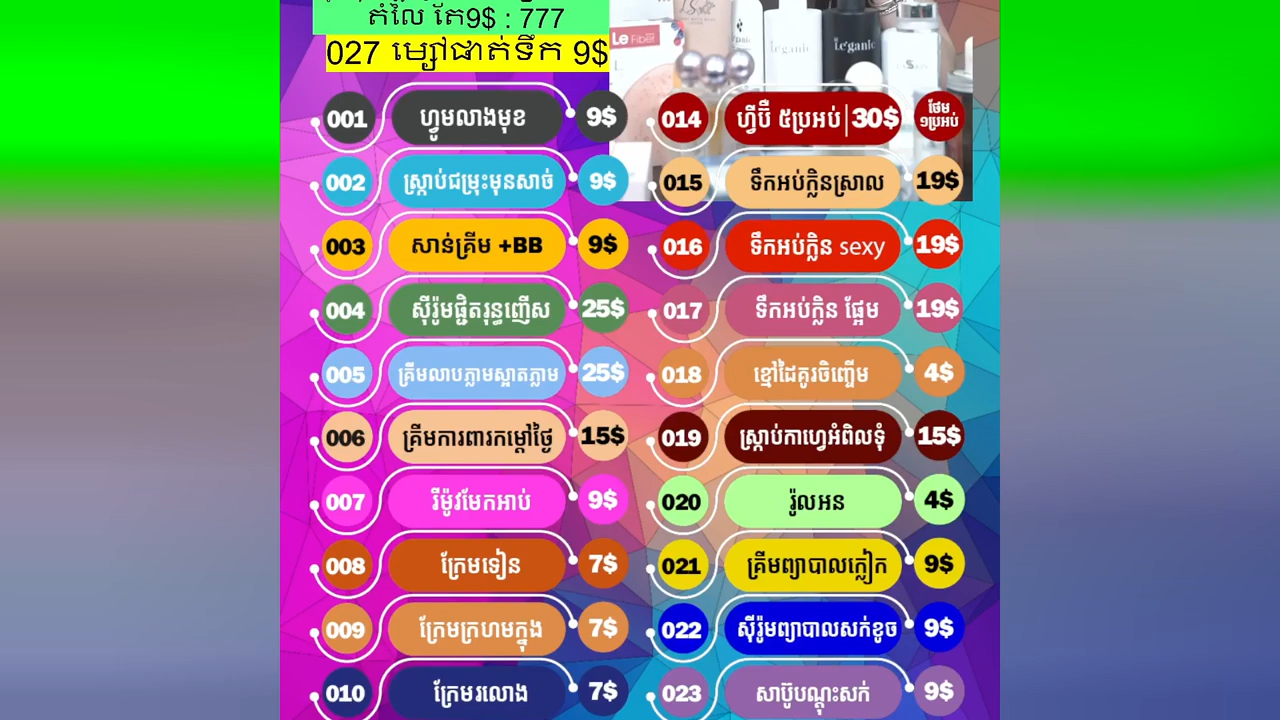 តំលៃ តែ9$ : 777
027 ម្សៅផាត់ទឹក 9$
Le Fiber
Le'ganic
Le'ganic
001 ហ្វូមលាងមុខ 9$
002 ស្ក្រាប់ជម្រុះមុនសាច់ 9$
003 សាន់គ្រីម +BB 9$
004 ស៊ីរ៉ូមផ្ជិតរុន្ធញើស 25$
005 គ្រីមលាបភ្លាមស្អាតភ្លាម 25$
006 គ្រីមការពារកម្តៅថ្ងៃ 15$
007 រីម៉ូវមែកអាប់ 9$
008 ក្រែមទៀន 7$
009 ក្រែមក្រហមក្នុង 7$
010 ក្រែមរលោង 7$
014 ហ្វីប៊ឺ ៥ប្រអប់ 30$ ថែម ១ប្រអប់
015 ទឹកអប់ក្លិនស្រាល 19$
016 ទឹកអប់ក្លិន sexy 19$
017 ទឹកអប់ក្លិន ផ្អែម 19$
018 ខ្មៅដៃគូរចិញ្ចើម 4$
019 ស្ក្រាប់កាហ្វេអំពិលទុំ 15$
020 រ៉ូលអន 4$
021 គ្រីមព្យាបាលក្លៀក 9$
022 ស៊ីរ៉ូមព្យាបាលសក់ខូច 9$
023 សាប៊ូបណ្តុះសក់ 9$